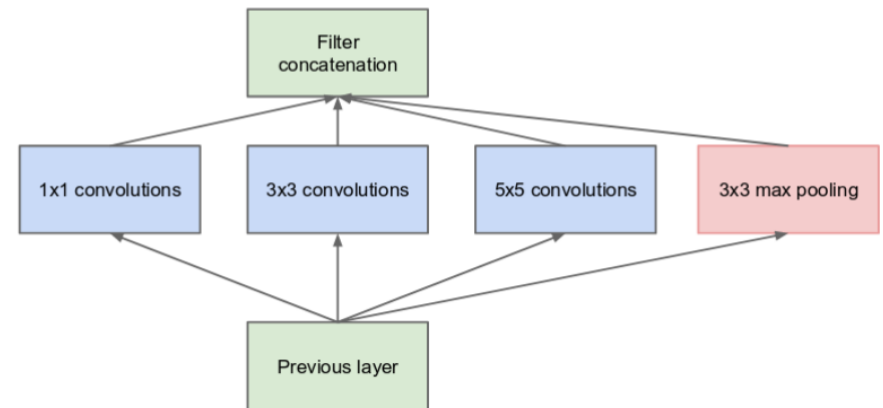 Filter
concatenation
1x1 convolutions
3x3 convolutions
5x5 convolutions
3x3 max pooling
Previous layer